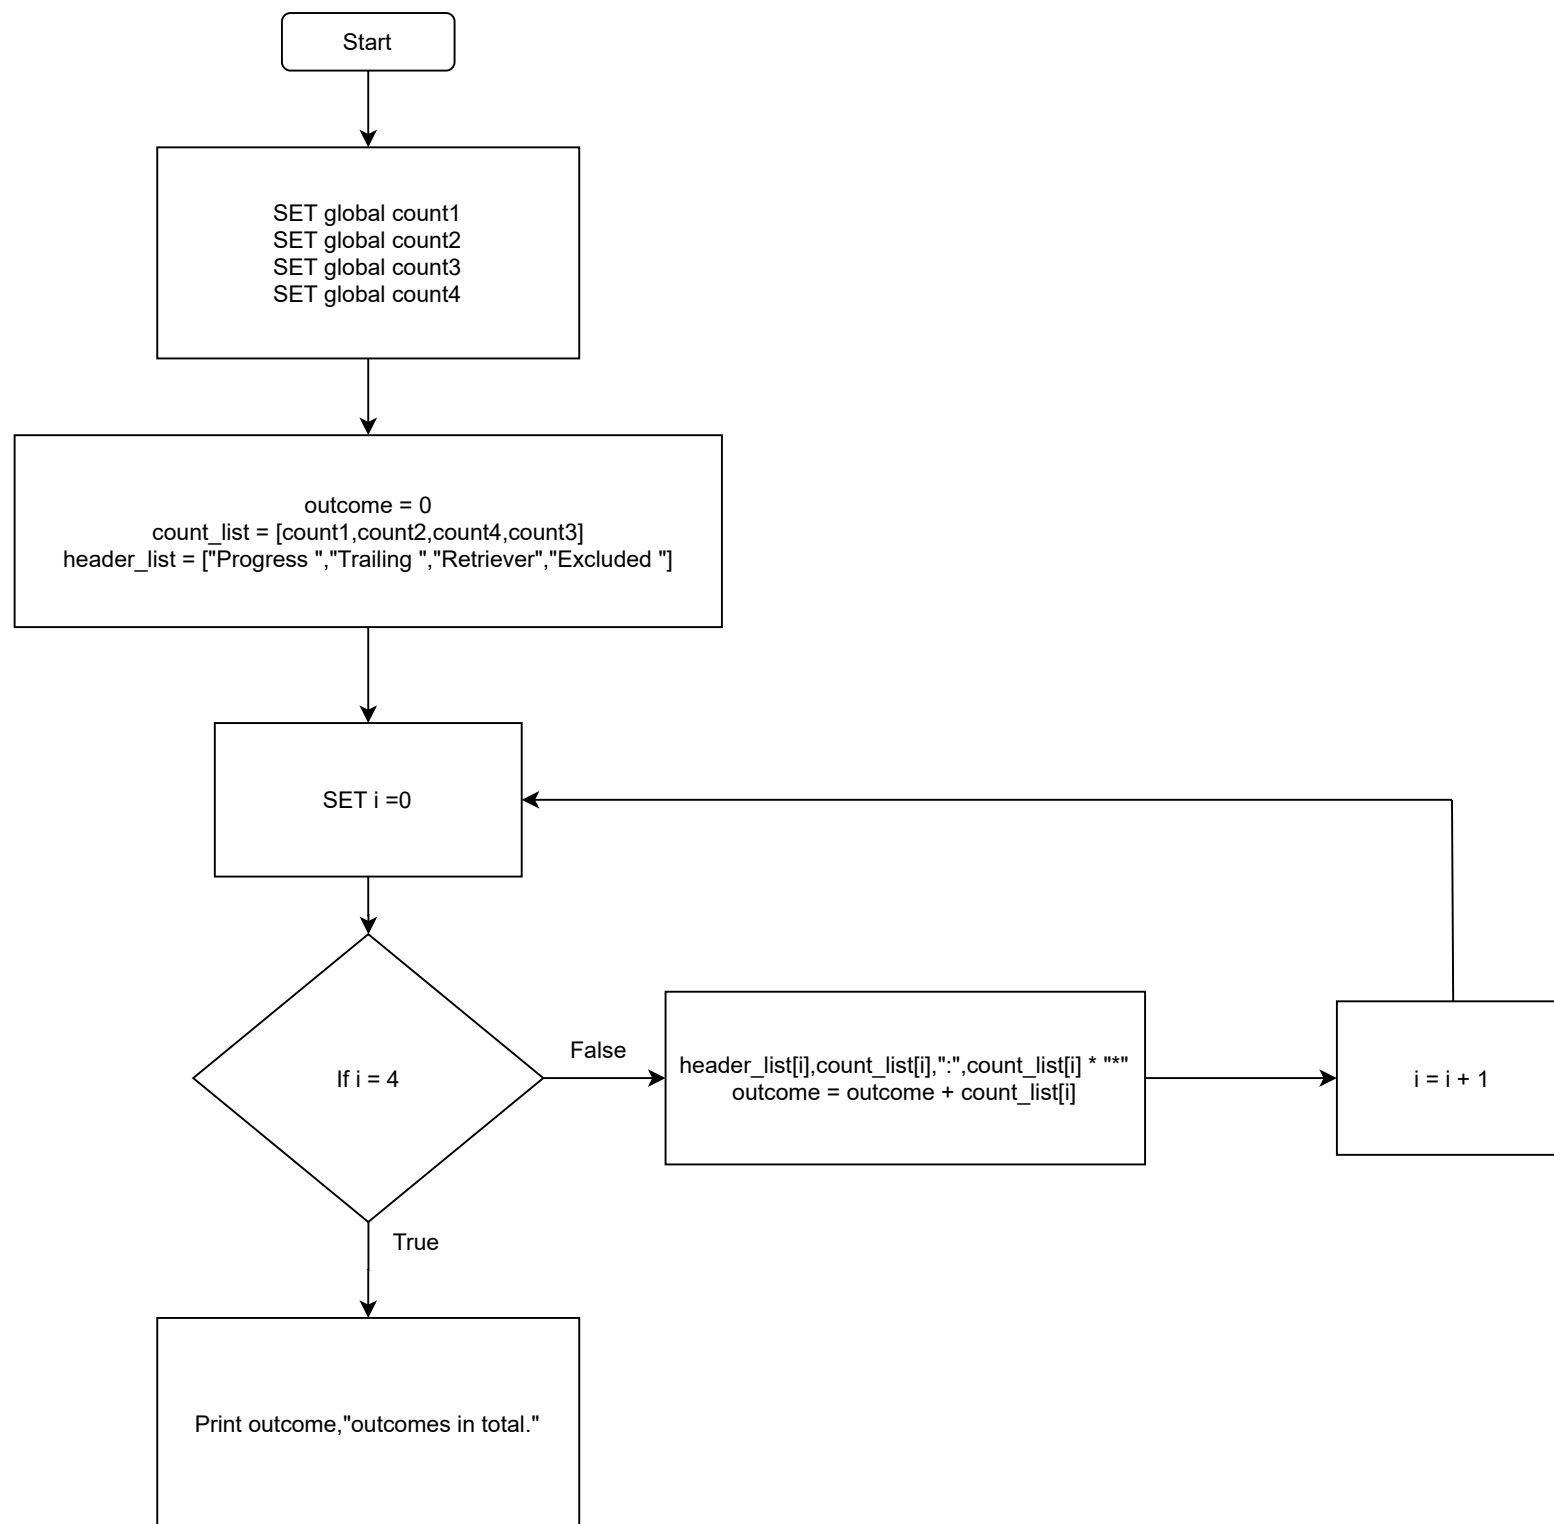 Start
SET global count1
SET global count2
SET global count3
SET global count4
outcome = 0
count_list = [count1,count2,count4,count3]
header_list = ["Progress ","Trailing ","Retriever","Excluded "]
SET i =0
If i = 4
False
header_list[i],count_list[i],":",count_list[i] * "*"
outcome = outcome + count_list[i]
i = i + 1
True
Print outcome,"outcomes in total."